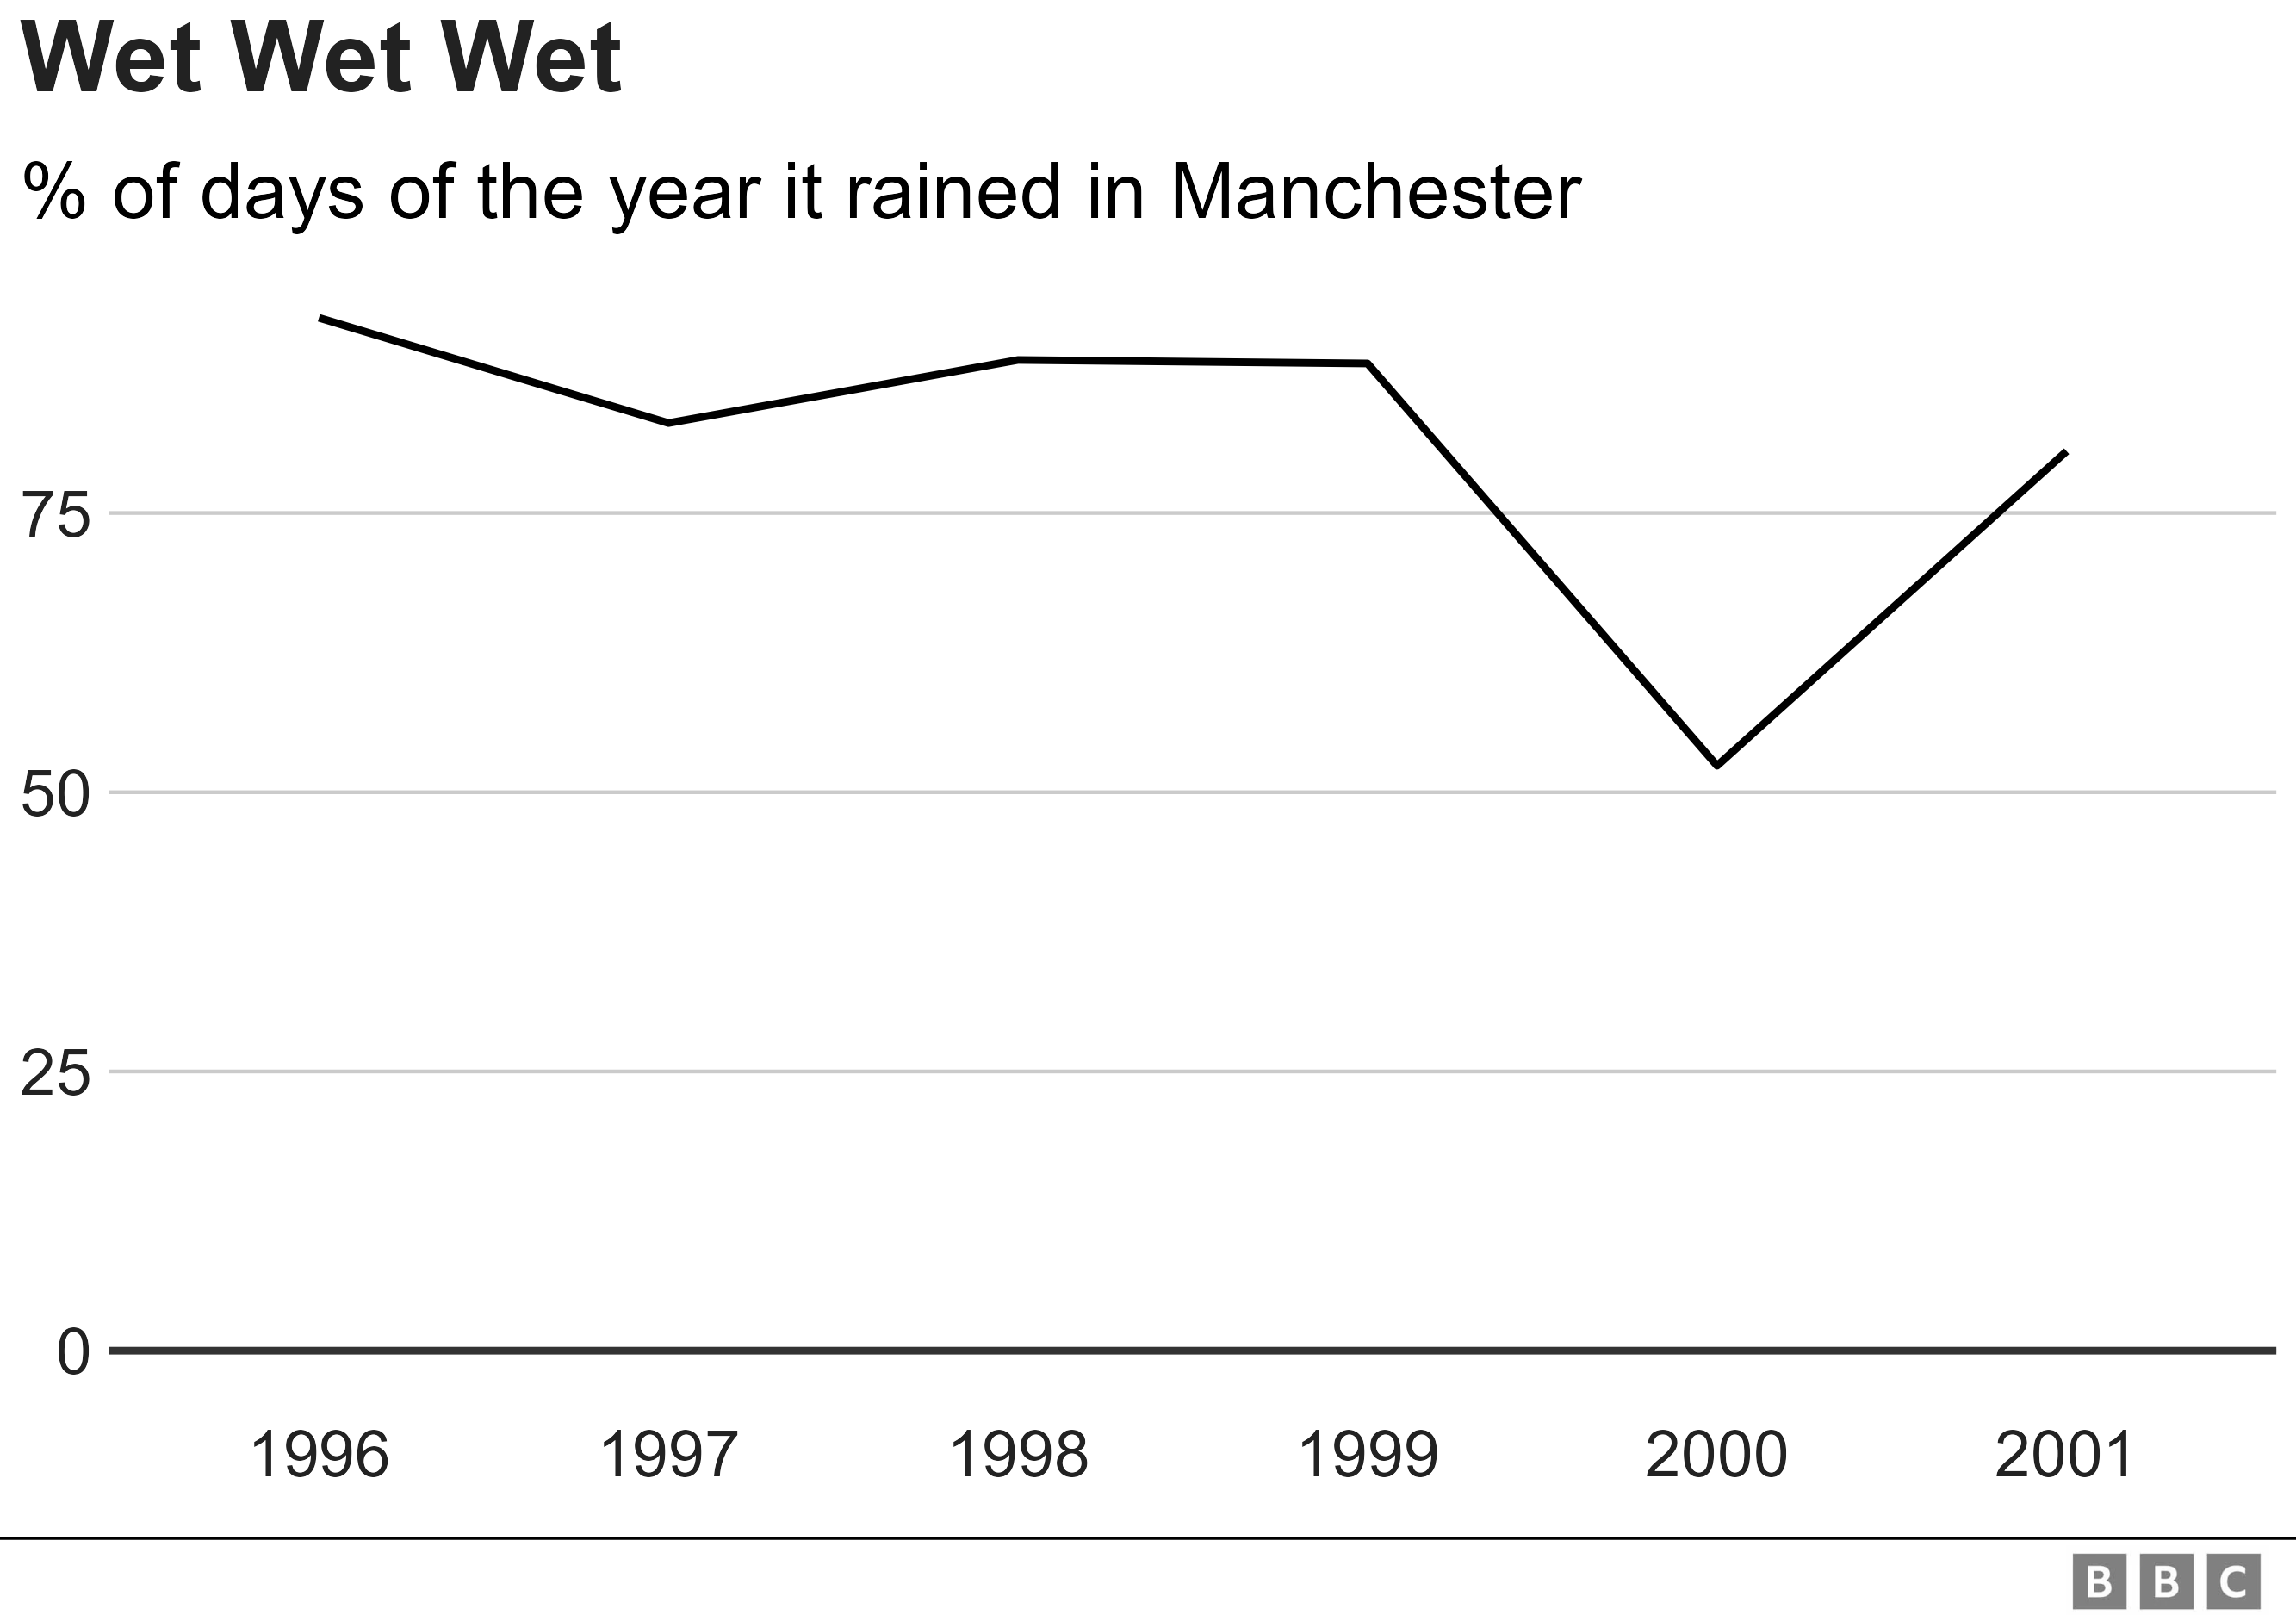 Wet Wet Wet
% of days of the year it rained in Manchester
75
50
25
0
1996 1997 1998 1999 2000 2001
BBC